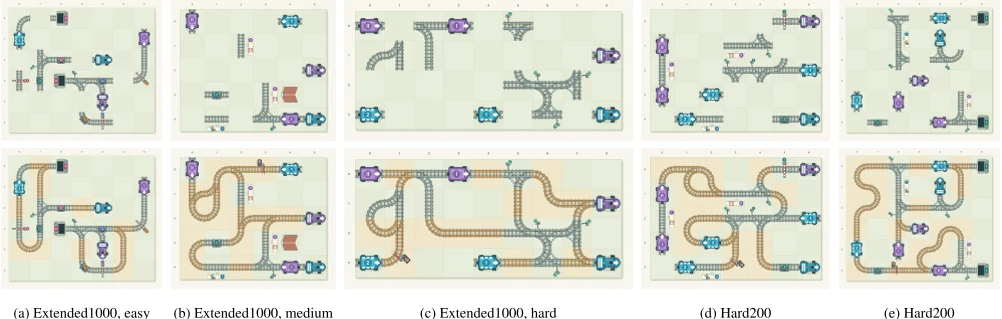 (a) Extended1000, easy
(b) Extended1000, medium
(c) Extended1000, hard
(d) Hard200
(e) Hard200